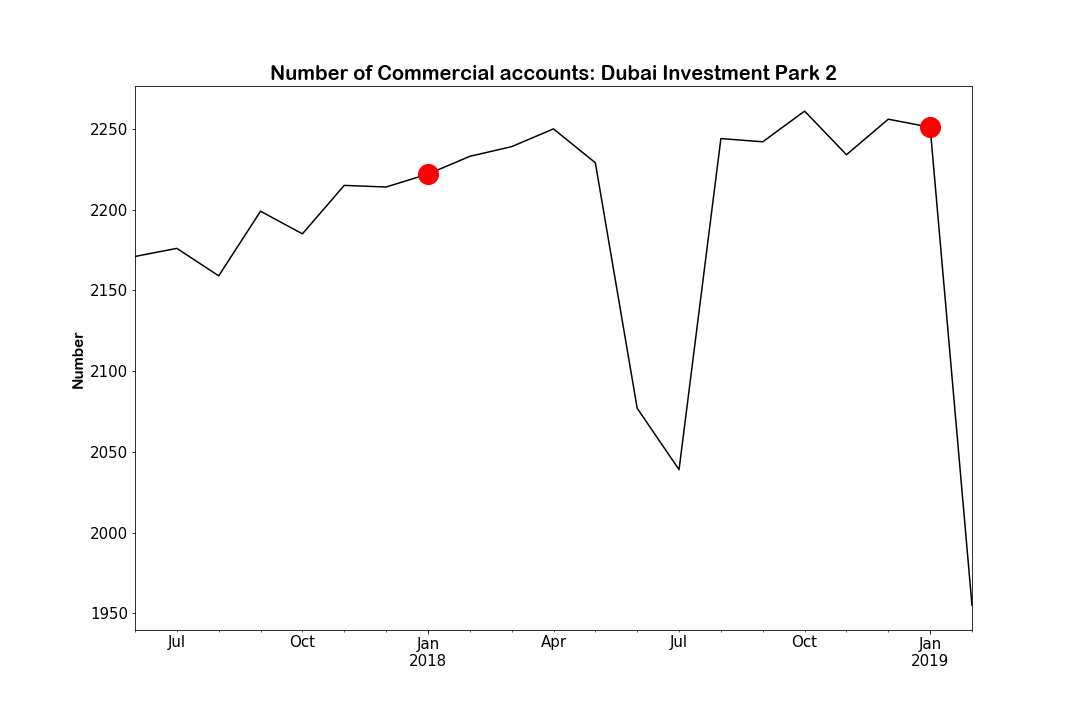 Number of Commercial accounts: Dubai Investment Park 2
Number
2250
2200
2150
2100
2050
2000
1950
Jul
Oct
Jan
2018
Apr
Jul
Oct
Jan
2019